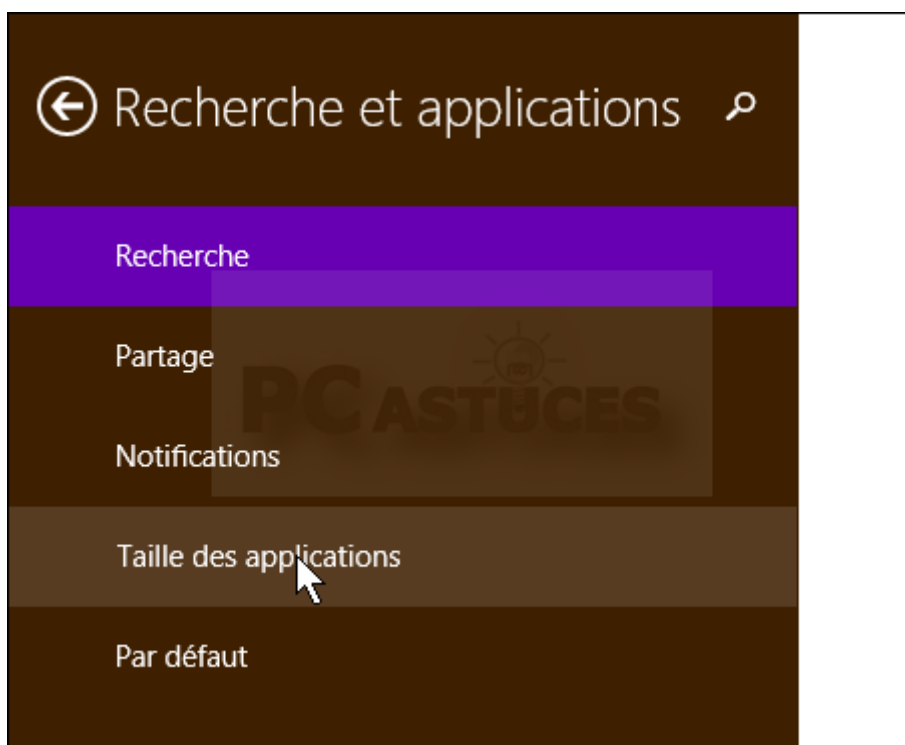 Recherche et applications
Recherche
Partage
PC ASTUCES
Notifications
Taille des applications
Par défaut